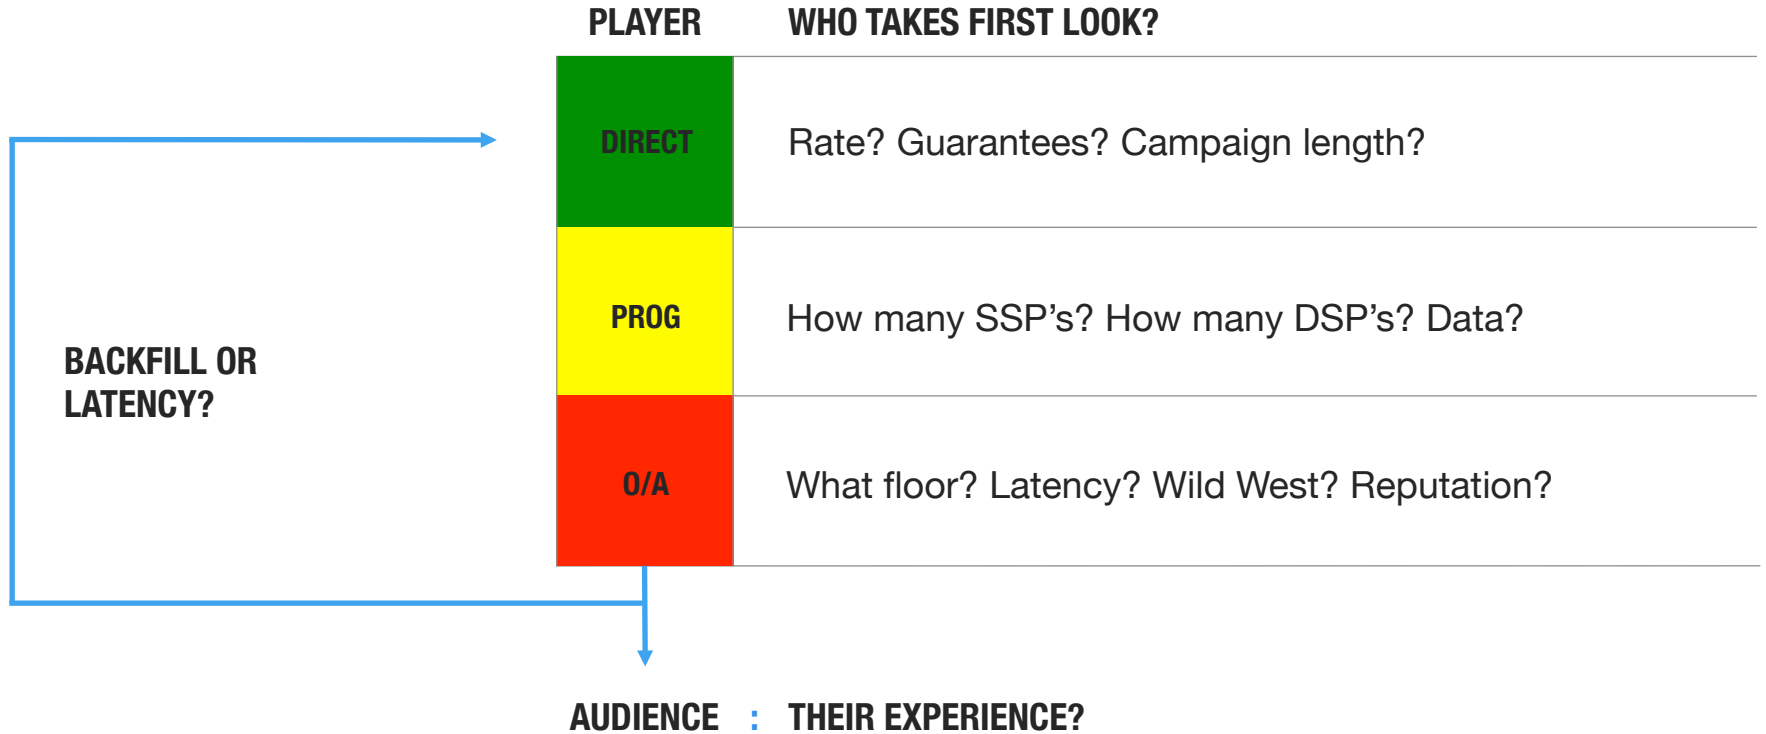 PLAYER WHO TAKES FIRST LOOK?
DIRECT Rate? Guarantees? Campaign length?
PROG How many SSP’s? How many DSP’s? Data?
BACKFILL OR
LATENCY?
O/A What floor? Latency? Wild West? Reputation?
AUDIENCE : THEIR EXPERIENCE?